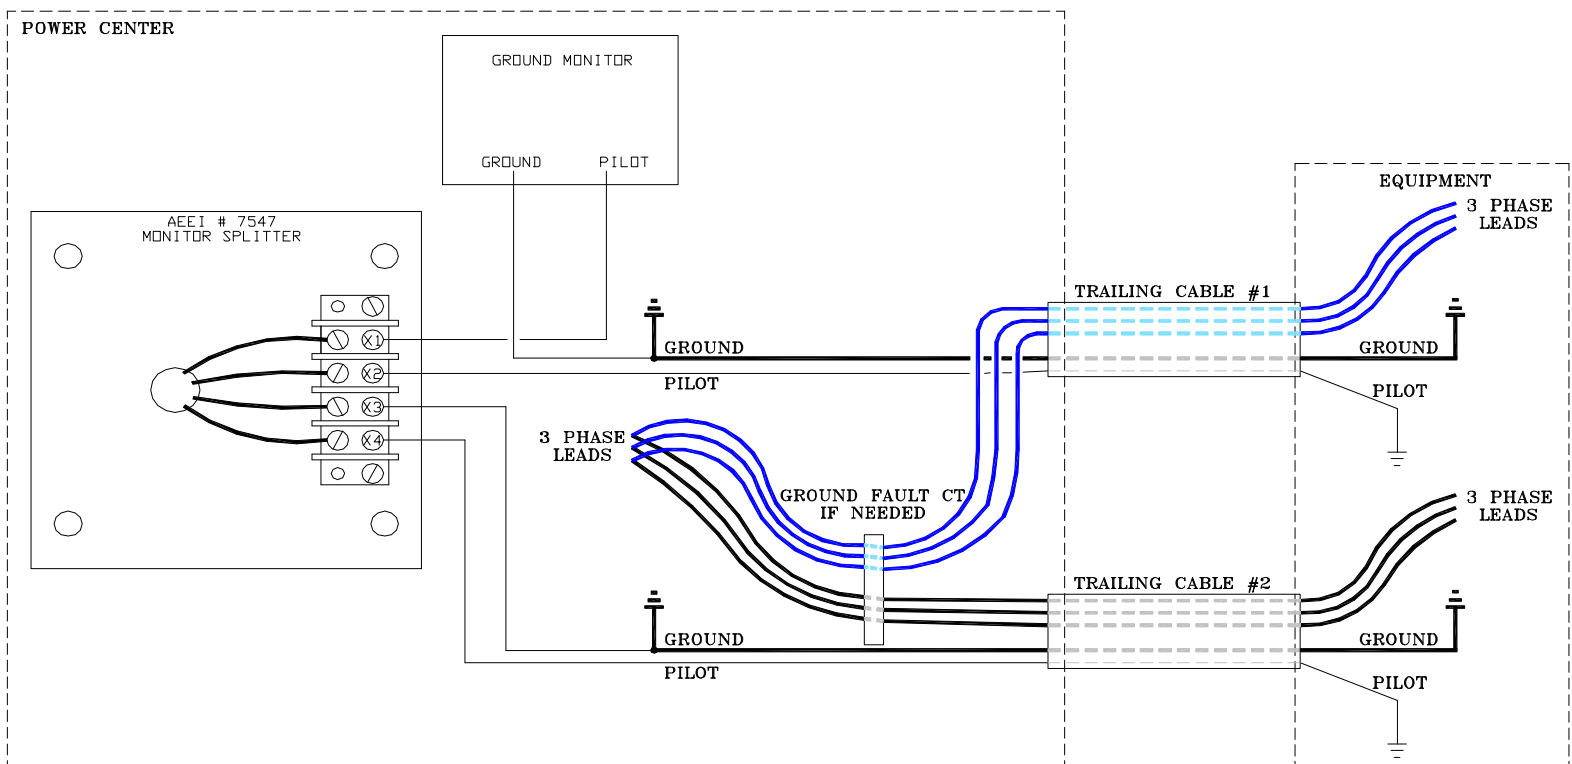 POWER CENTER
GROUND MONITOR
GROUND
PILOT
AEEI # 7547
MONITOR SPLITTER
X1
X2
X3
X4
EQUIPMENT
3 PHASE
LEADS
TRAILING CABLE #1
GROUND
PILOT
GROUND
PILOT
3 PHASE
LEADS
GROUND FAULT CT
IF NEEDED
3 PHASE
LEADS
TRAILING CABLE #2
GROUND
PILOT
GROUND
PILOT